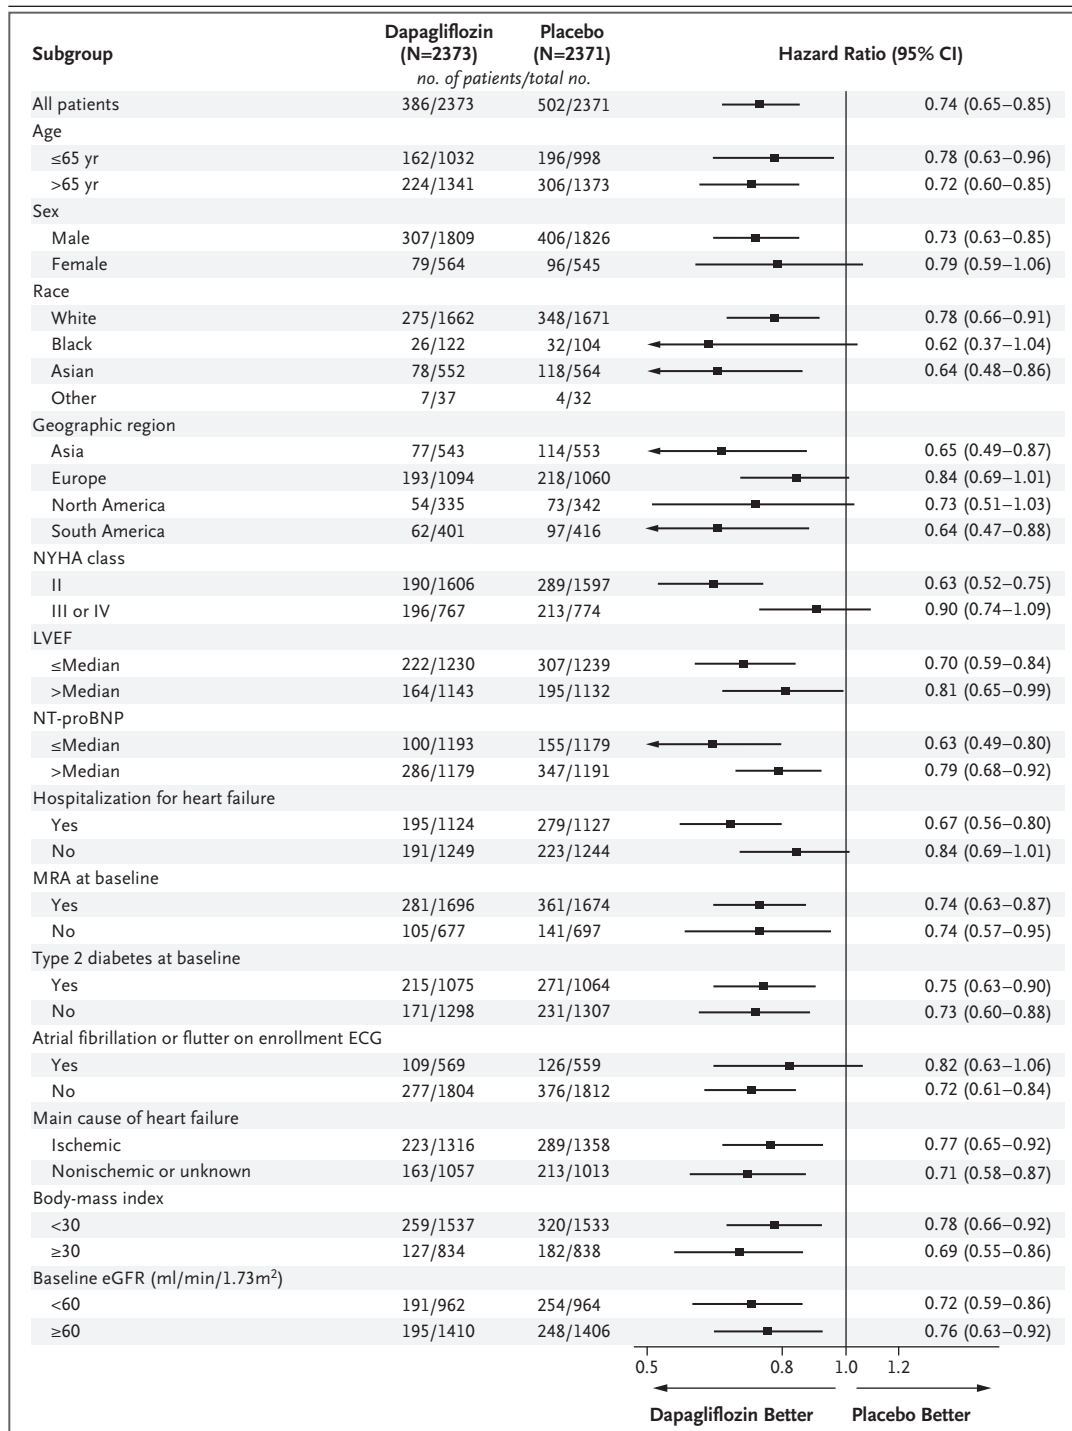 Subgroup Dapagliflozin (N=2373) Placebo (N=2371) Hazard Ratio (95% CI)
no. of patients/total no.
All patients 386/2373 502/2371 0.74 (0.65–0.85)
Age
≤65 yr 162/1032 196/998 0.78 (0.63–0.96)
>65 yr 224/1341 306/1373 0.72 (0.60–0.85)
Sex
Male 307/1809 406/1826 0.73 (0.63–0.85)
Female 79/564 96/545 0.79 (0.59–1.06)
Race
White 275/1662 348/1671 0.78 (0.66–0.91)
Black 26/122 32/104 0.62 (0.37–1.04)
Asian 78/552 118/564 0.64 (0.48–0.86)
Other 7/37 4/32
Geographic region
Asia 77/543 114/553 0.65 (0.49–0.87)
Europe 193/1094 218/1060 0.84 (0.69–1.01)
North America 54/335 73/342 0.73 (0.51–1.03)
South America 62/401 97/416 0.64 (0.47–0.88)
NYHA class
II 190/1606 289/1597 0.63 (0.52–0.75)
III or IV 196/767 213/774 0.90 (0.74–1.09)
LVEF
≤Median 222/1230 307/1239 0.70 (0.59–0.84)
>Median 164/1143 195/1132 0.81 (0.65–0.99)
NT-proBNP
≤Median 100/1193 155/1179 0.63 (0.49–0.80)
>Median 286/1179 347/1191 0.79 (0.68–0.92)
Hospitalization for heart failure
Yes 195/1124 279/1127 0.67 (0.56–0.80)
No 191/1249 223/1244 0.84 (0.69–1.01)
MRA at baseline
Yes 281/1696 361/1674 0.74 (0.63–0.87)
No 105/677 141/697 0.74 (0.57–0.95)
Type 2 diabetes at baseline
Yes 215/1075 271/1064 0.75 (0.63–0.90)
No 171/1298 231/1307 0.73 (0.60–0.88)
Atrial fibrillation or flutter on enrollment ECG
Yes 109/569 126/559 0.82 (0.63–1.06)
No 277/1804 376/1812 0.72 (0.61–0.84)
Main cause of heart failure
Ischemic 223/1316 289/1358 0.77 (0.65–0.92)
Nonischemic or unknown 163/1057 213/1013 0.71 (0.58–0.87)
Body-mass index
<30 259/1537 320/1533 0.78 (0.66–0.92)
≥30 127/834 182/838 0.69 (0.55–0.86)
Baseline eGFR (ml/min/1.73m²)
<60 191/962 254/964 0.72 (0.59–0.86)
≥60 195/1410 248/1406 0.76 (0.63–0.92)
0.5 0.8 1.0 1.2
Dapagliflozin Better Placebo Better